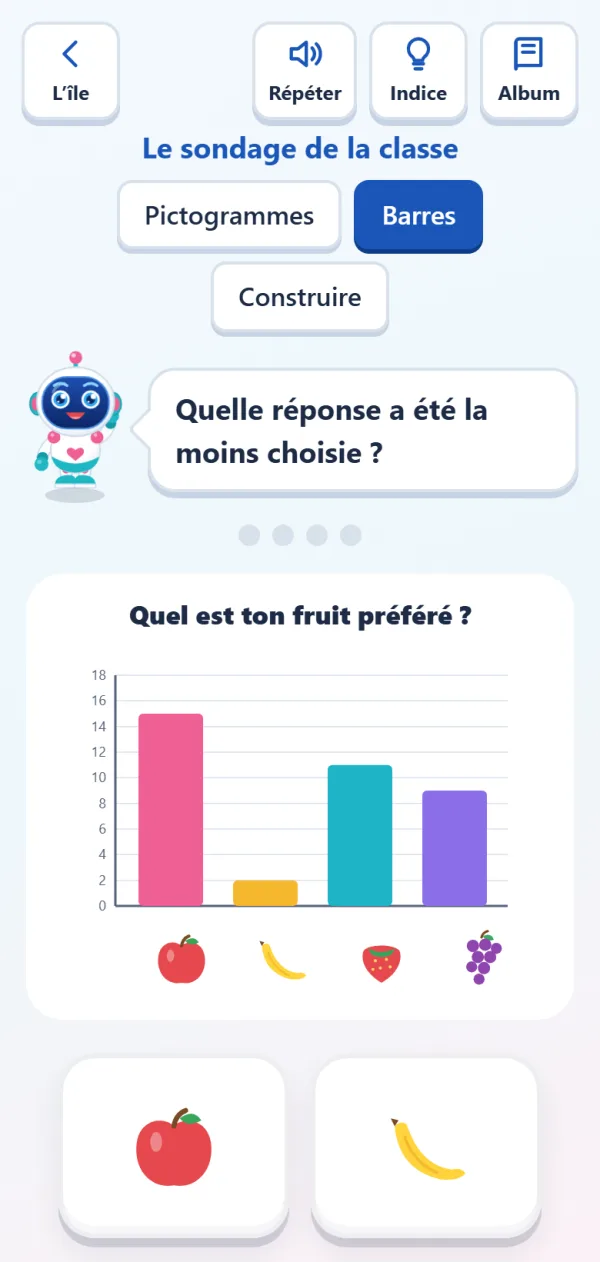 L'île
Répéter
Indice
Album
Le sondage de la classe
Pictogrammes
Barres
Construire
Quelle réponse a été la
moins choisie ?
Quel est ton fruit préféré ?
18
16
14
12
10
8
6
4
2
0